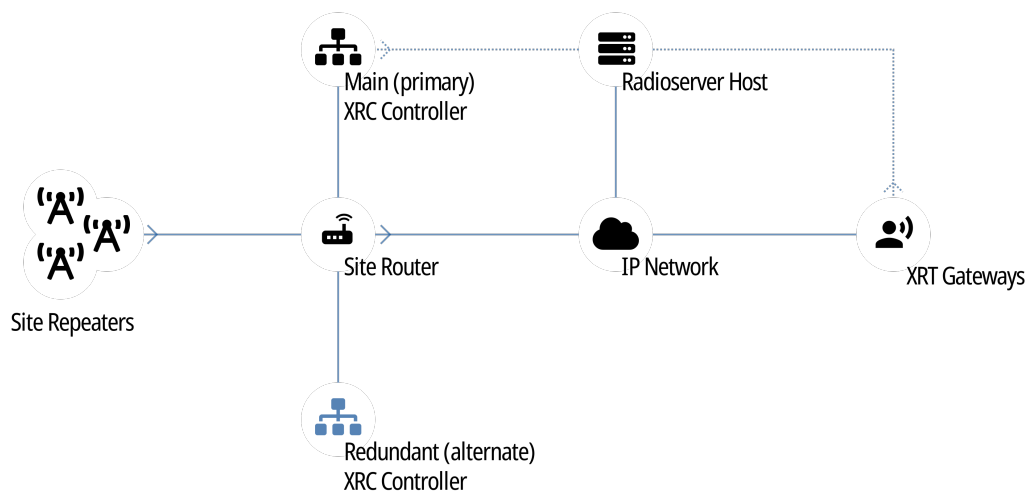 Main (primary)
XRC Controller
Radioserver Host
Site Router
IP Network
XRT Gateways
Site Repeaters
Redundant (alternate)
XRC Controller